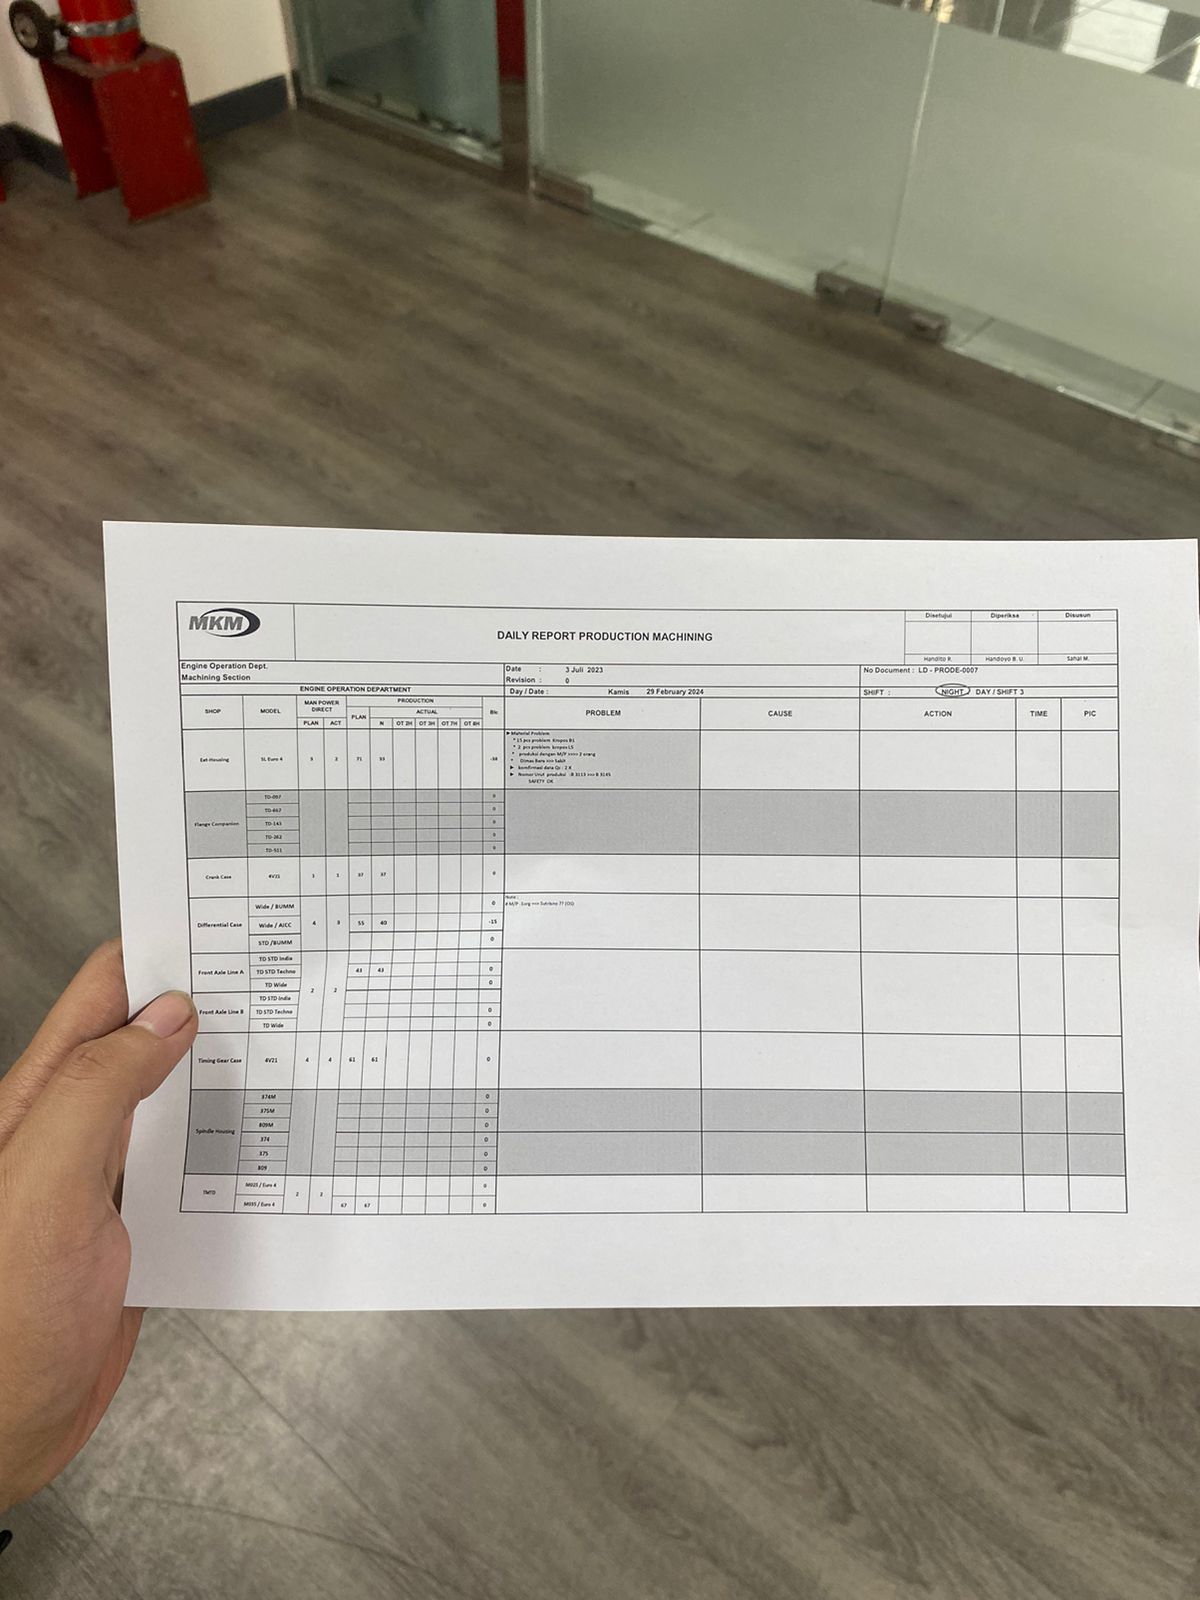 MKM
DAILY REPORT PRODUCTION MACHINING
Disetujui Diperiksa Disusun
Handito R. Handoyo B. U. Sahal M.
Engine Operation Dept.
Machining Section
Date : 3 Juli 2023
Revision : 0
No Document : LD - PRODE-0007
ENGINE OPERATION DEPARTMENT
Day / Date : Kamis 29 February 2024
SHIFT : NIGHT / DAY / SHIFT 3
SHOP MODEL MAN POWER DIRECT PRODUCTION Blc PROBLEM CAUSE ACTION TIME PIC
PLAN ACT PLAN ACTUAL
N OT 2H OT 3H OT 7H OT 8H
Ext-Housing SL Euro 4 3 2 71 33 -38
Material Problem
* 15 pcs problem Kropos B1
* 2 pcs problem kropos L5
* produksi dengan M/P >>>> 2 orang
* Dimas Baru >>> Sakit
komfirmasi data QI : 2 X
Nomor Urut produksi : B 3113 >>> B 3145
SAFETY OK
Flange Companion
TD-097 0
TD-667 0
TD-143 0
TD-262 0
TD-511 0
Crank Case 4V21 1 1 37 37 0
Differential Case
Wide / BUMM 0
Wide / AICC 4 3 55 40 -15
STD /BUMM 0
Note :
Front Axle Line A
TD STD India
TD STD Techno 43 43 0
TD Wide 0
2 2
Front Axle Line B
TD STD India
TD STD Techno 0
TD Wide 0
Timing Gear Case 4V21 4 4 61 61 0
Spindle Housing
374M 0
375M 0
809M 0
374 0
375 0
809 0
TMTD
M025 / Euro 4 0
2 2
M035 / Euro 4 67 67 0